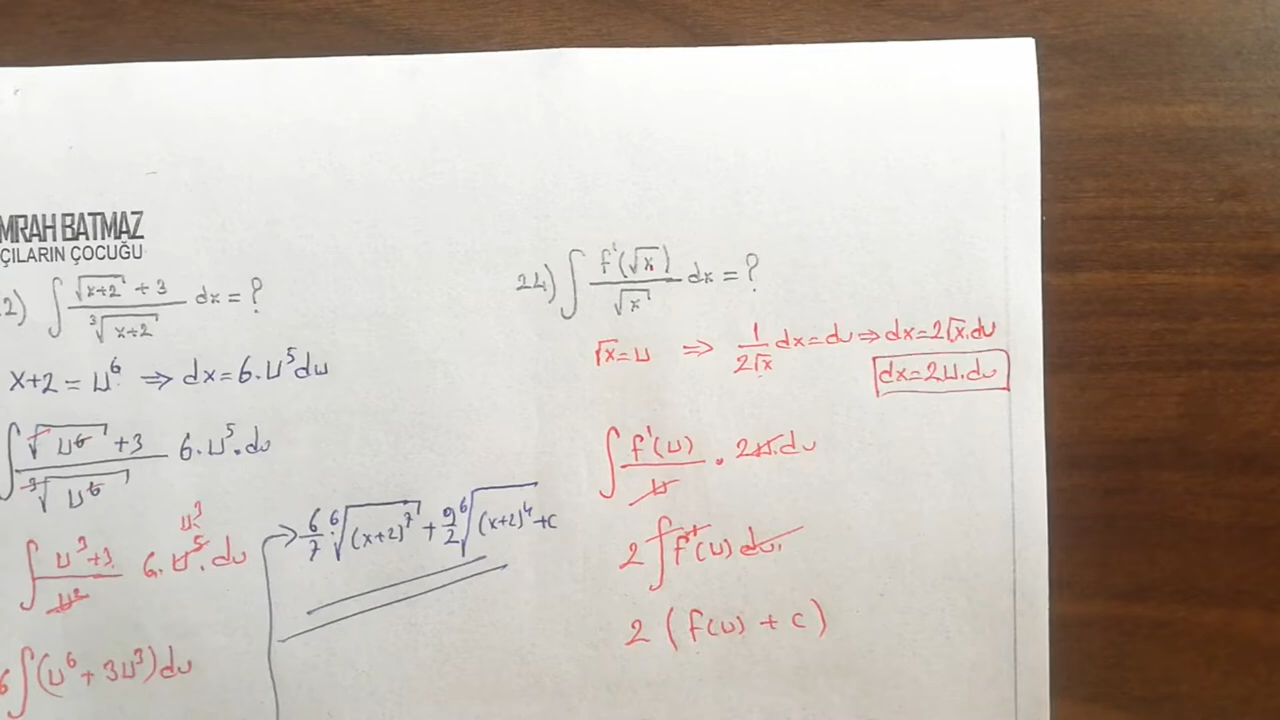 MRAH BATMAZ
ÇILARIN ÇOCUĞU
2) ∫ (√(x+2) + 3) / ∛(x+2) dx = ?
x+2 = u⁶ ⇒ dx = 6.u⁵du
∫ (√(u⁶) + 3) / ∛(u⁶) 6.u⁵.du
∫ (u³+3) / u² 6.u⁵.du u³
6∫(u⁶ + 3u³)du
→ 6/7 ⁶√((x+2)⁷) + 9/2 ⁶√((x+2)⁴) + c
24) ∫ f'(√x) / √x dx = ?
√x = u ⇒ 1/(2√x) dx = du ⇒ dx = 2√x.du
dx = 2u.du
∫ f'(u) / u . 2u.du
2 ∫ f'(u) du.
2 (f(u) + c)